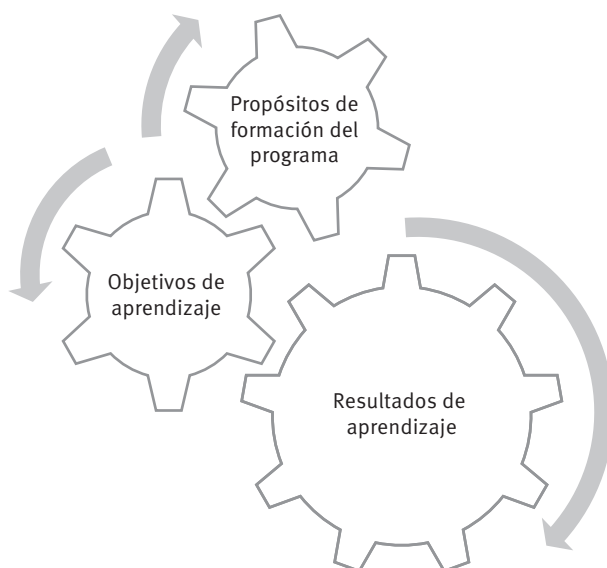 Propósitos de
formación del
programa
Objetivos de
aprendizaje
Resultados de
aprendizaje